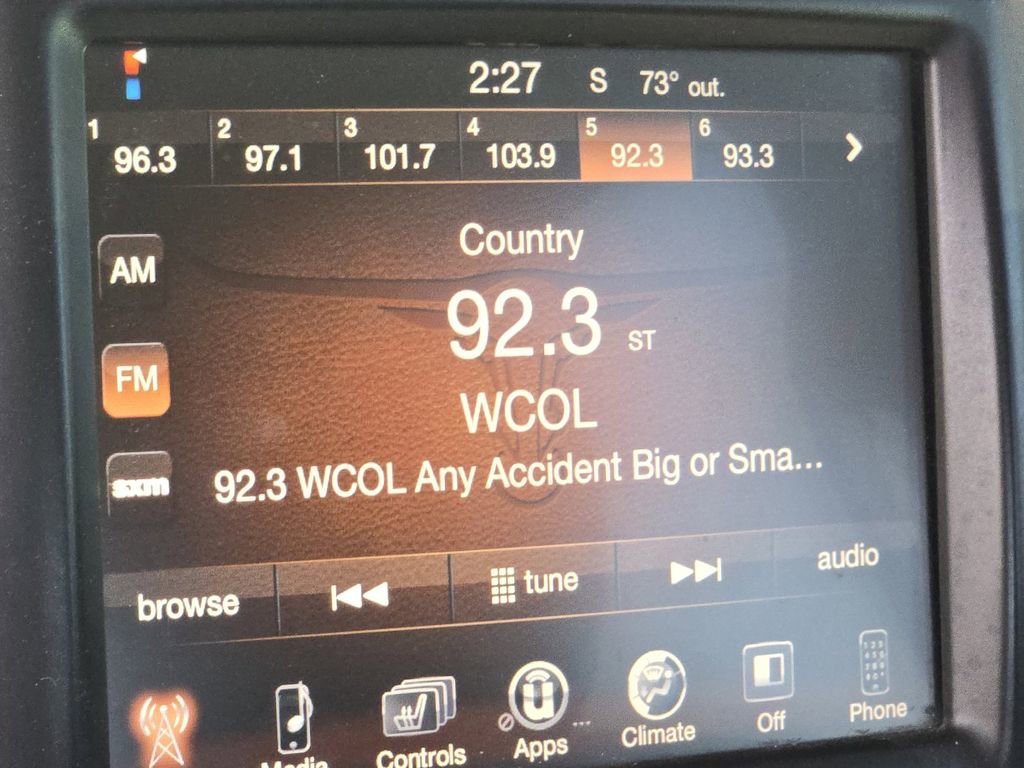 2:27 S 73° out.
1 96.3 2 97.1 3 101.7 4 103.9 5 92.3 6 93.3
Country
AM
92.3 ST
FM
WCOL
sxm
92.3 WCOL Any Accident Big or Sma...
browse tune audio
Media Controls Apps Climate Off Phone